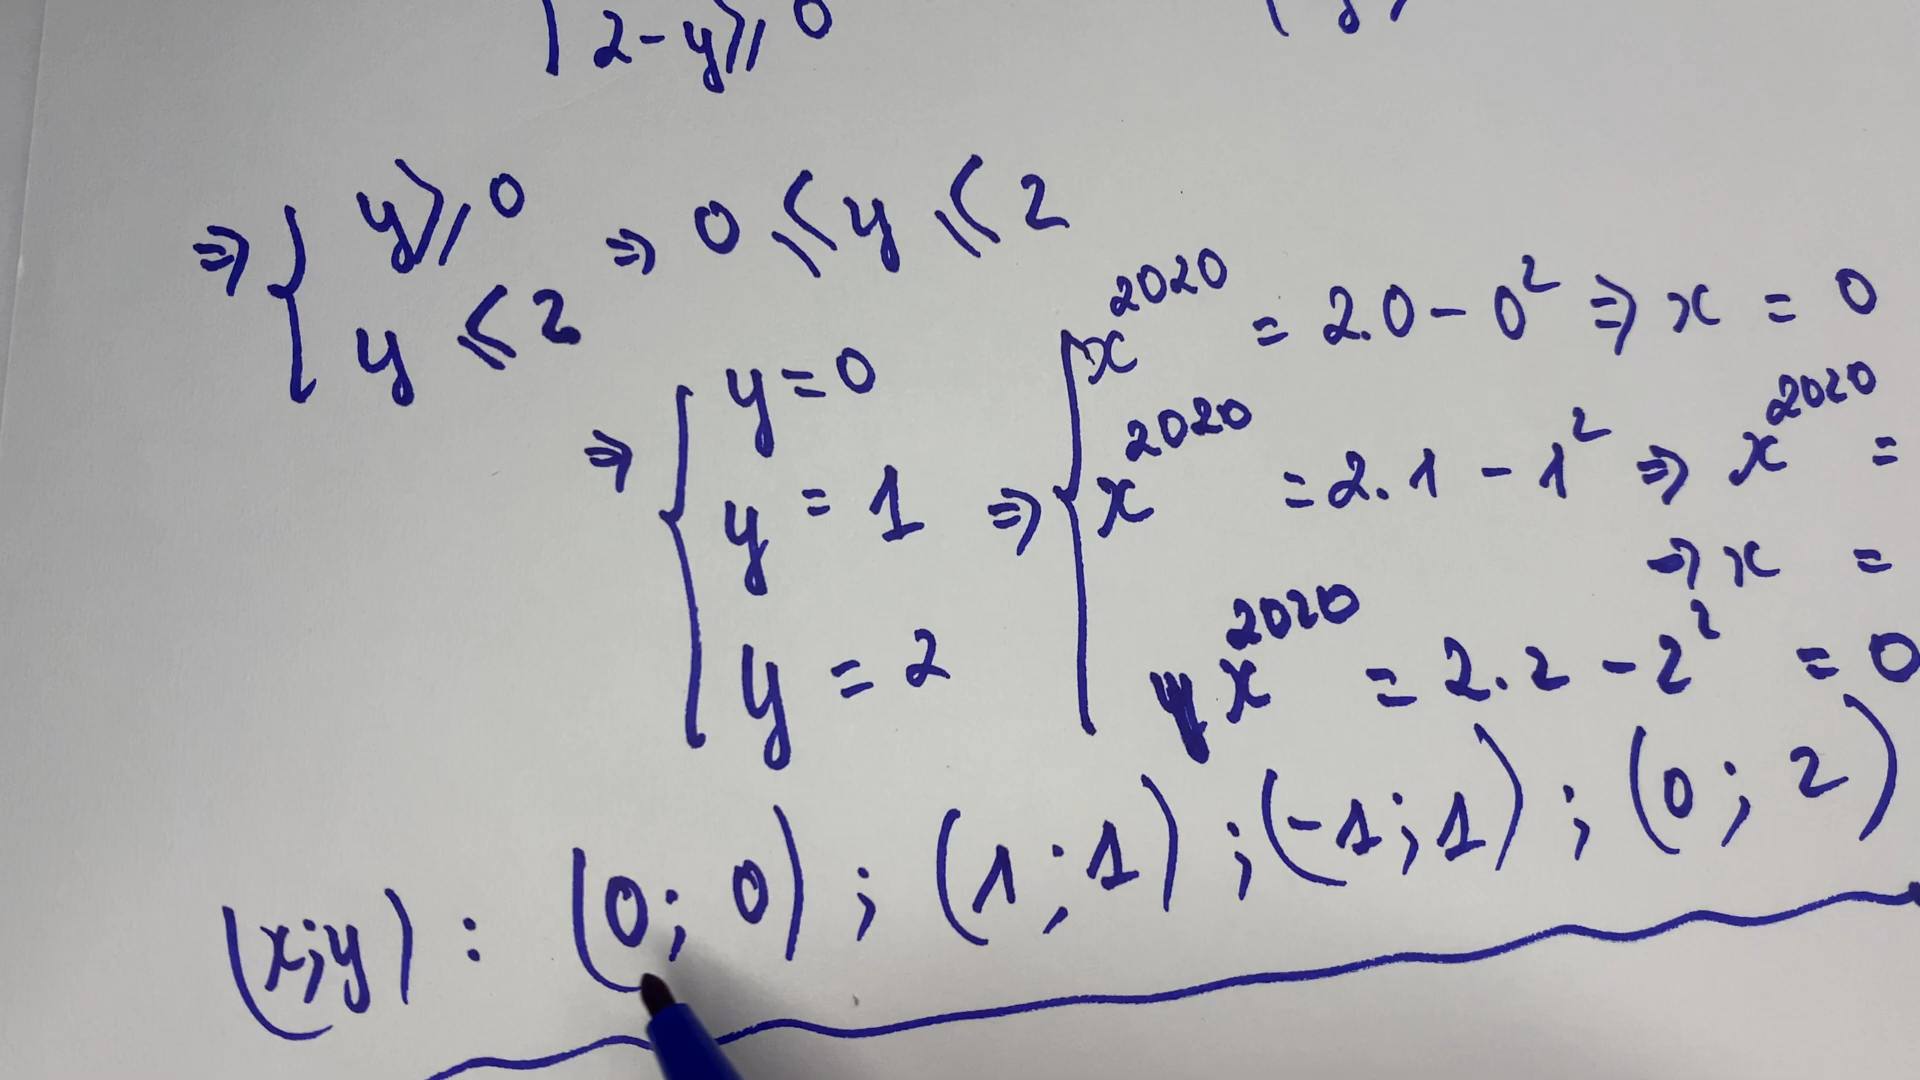 2 - y ⩾ 0
⇒ { y ⩾ 0 ⇒ 0 ⩽ y ⩽ 2
y ⩽ 2
⇒ { y = 0 ⇒ { x^2020 = 2.0 - 0^2 ⇒ x = 0
y = 1 x^2020 = 2.1 - 1^2 ⇒ x^2020 =
⇒ x =
y = 2 x^2020 = 2.2 - 2^2 = 0
(x;y) : (0; 0) ; (1; 1) ; (-1; 1) ; (0; 2)